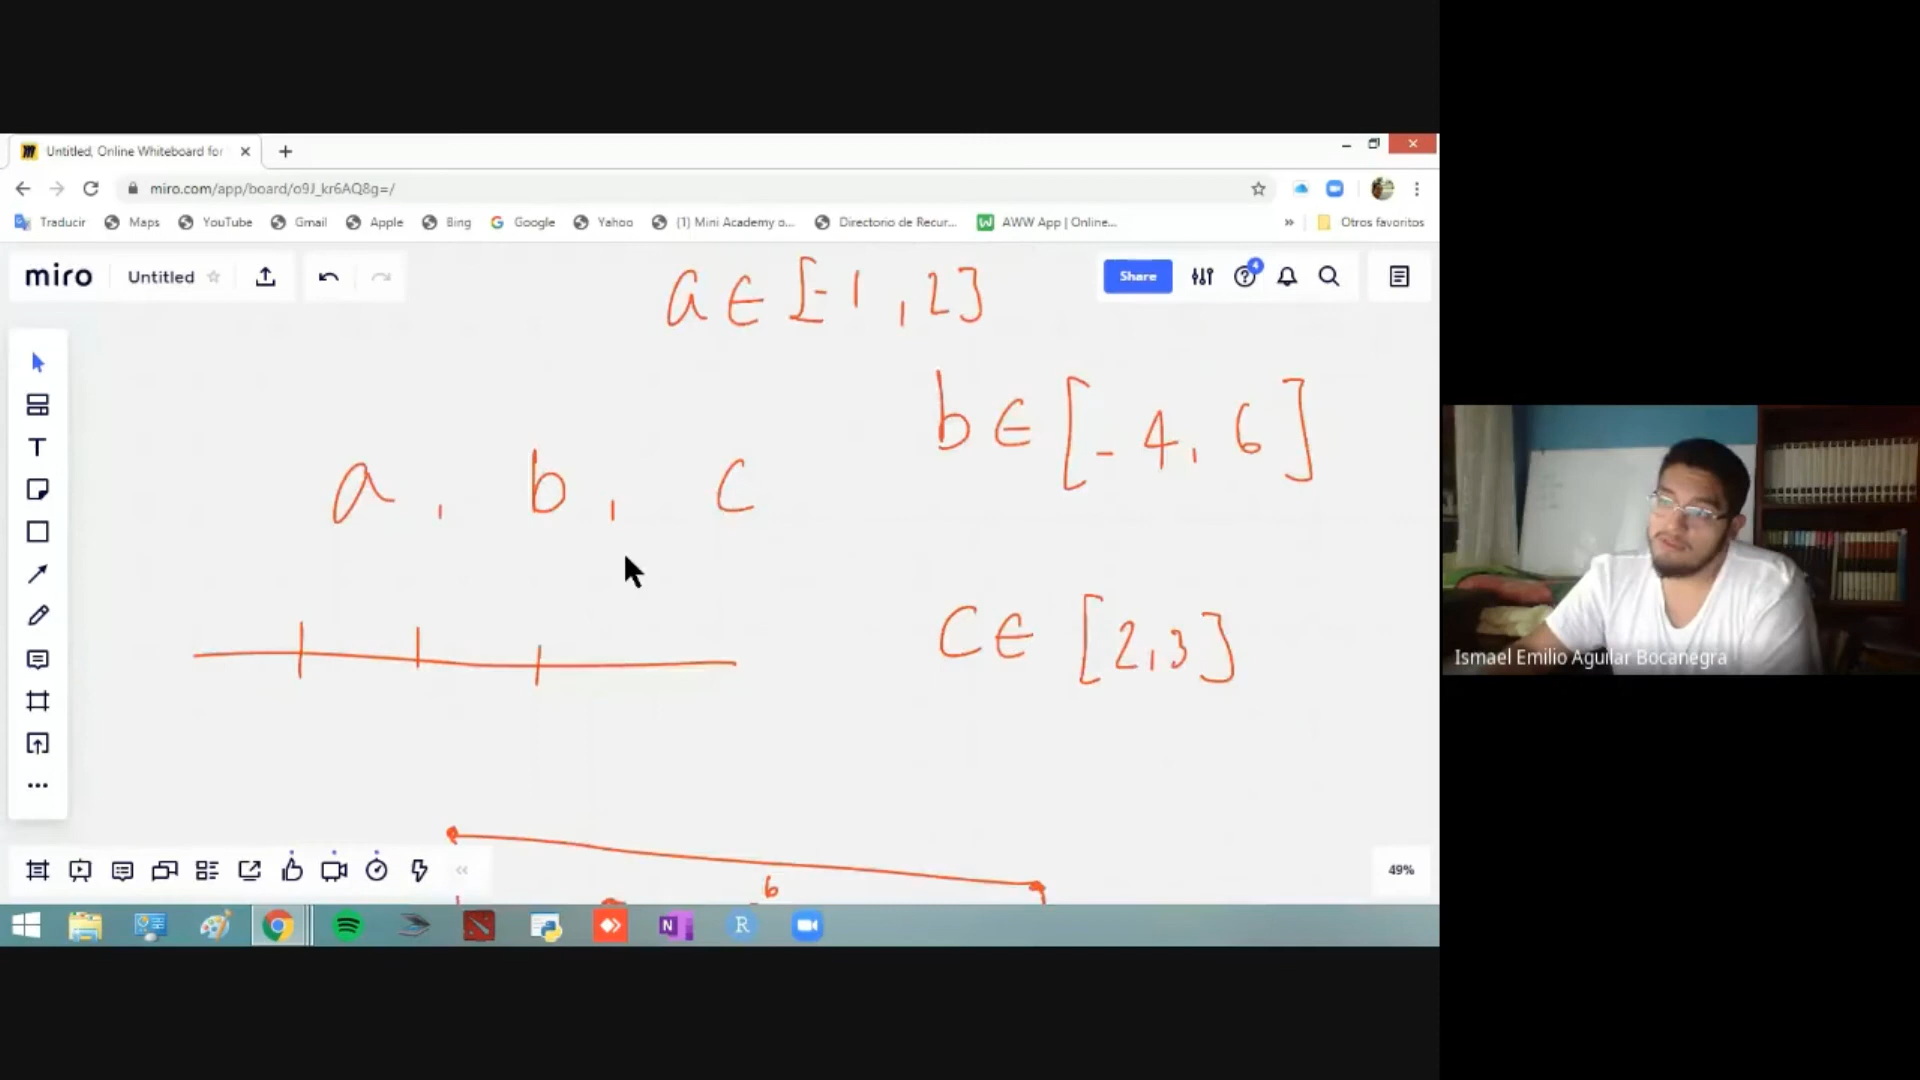 Untitled, Online Whiteboard for
miro.com/app/board/o9J_kr6AQ8g=/
Traducir Maps YouTube Gmail Apple Bing Google Yahoo (1) Mini Academy o... Directorio de Recur... AWW App | Online... » Otros favoritos
miro Untitled Share 4
a ∈ [-1, 2]
b ∈ [-4, 6]
a, b, c
c ∈ [2,3]
Ismael Emilio Aguilar Bocanegra
b
49%
N R